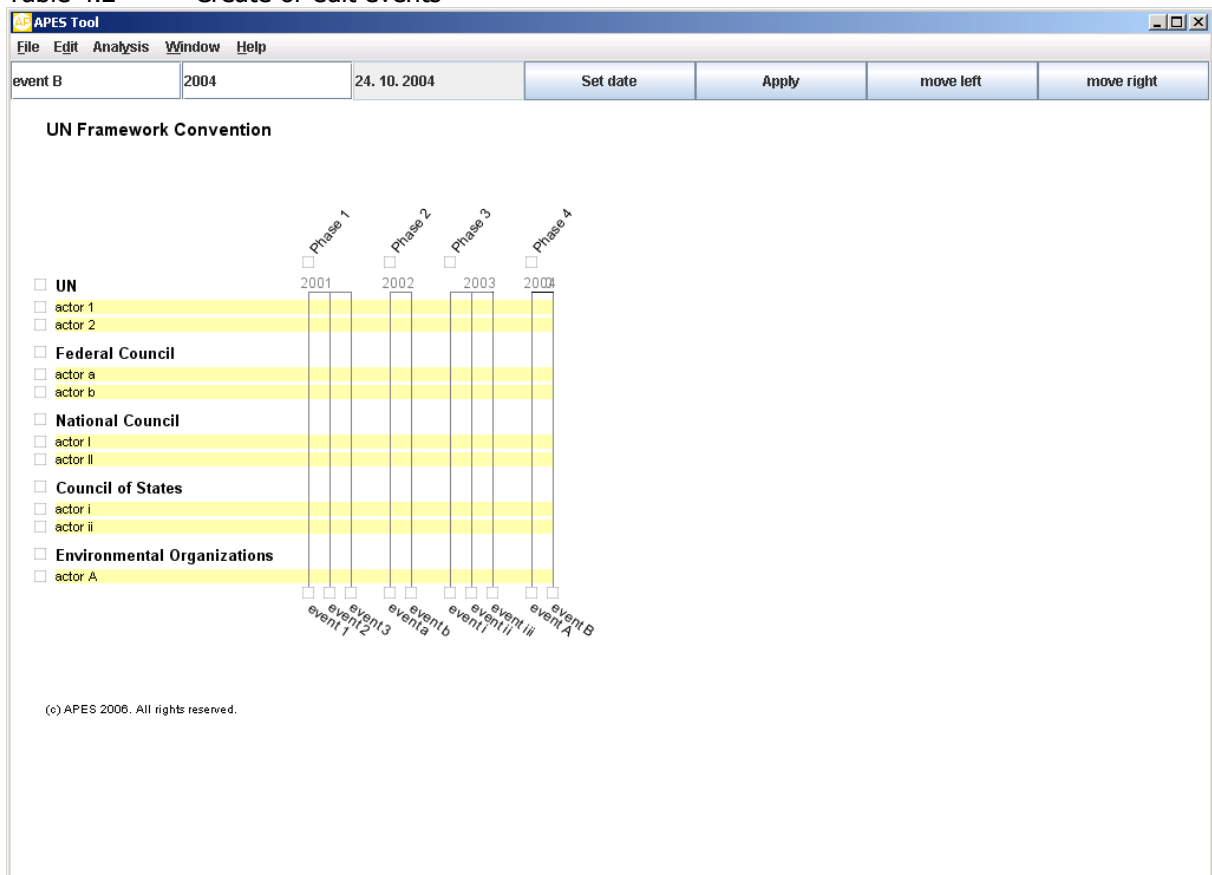 Table 4.2 Create or edit events
APES Tool
File Edit Analysis Window Help
event B 2004 24. 10. 2004 Set date Apply move left move right
UN Framework Convention
Phase 1 Phase 2 Phase 3 Phase 4
2001 2002 2003 2004
UN
actor 1
actor 2
Federal Council
actor a
actor b
National Council
actor I
actor II
Council of States
actor i
actor ii
Environmental Organizations
actor A
event 1 event 2 event 3 event a event b event i event ii event iii event A event B
(c) APES 2006. All rights reserved.